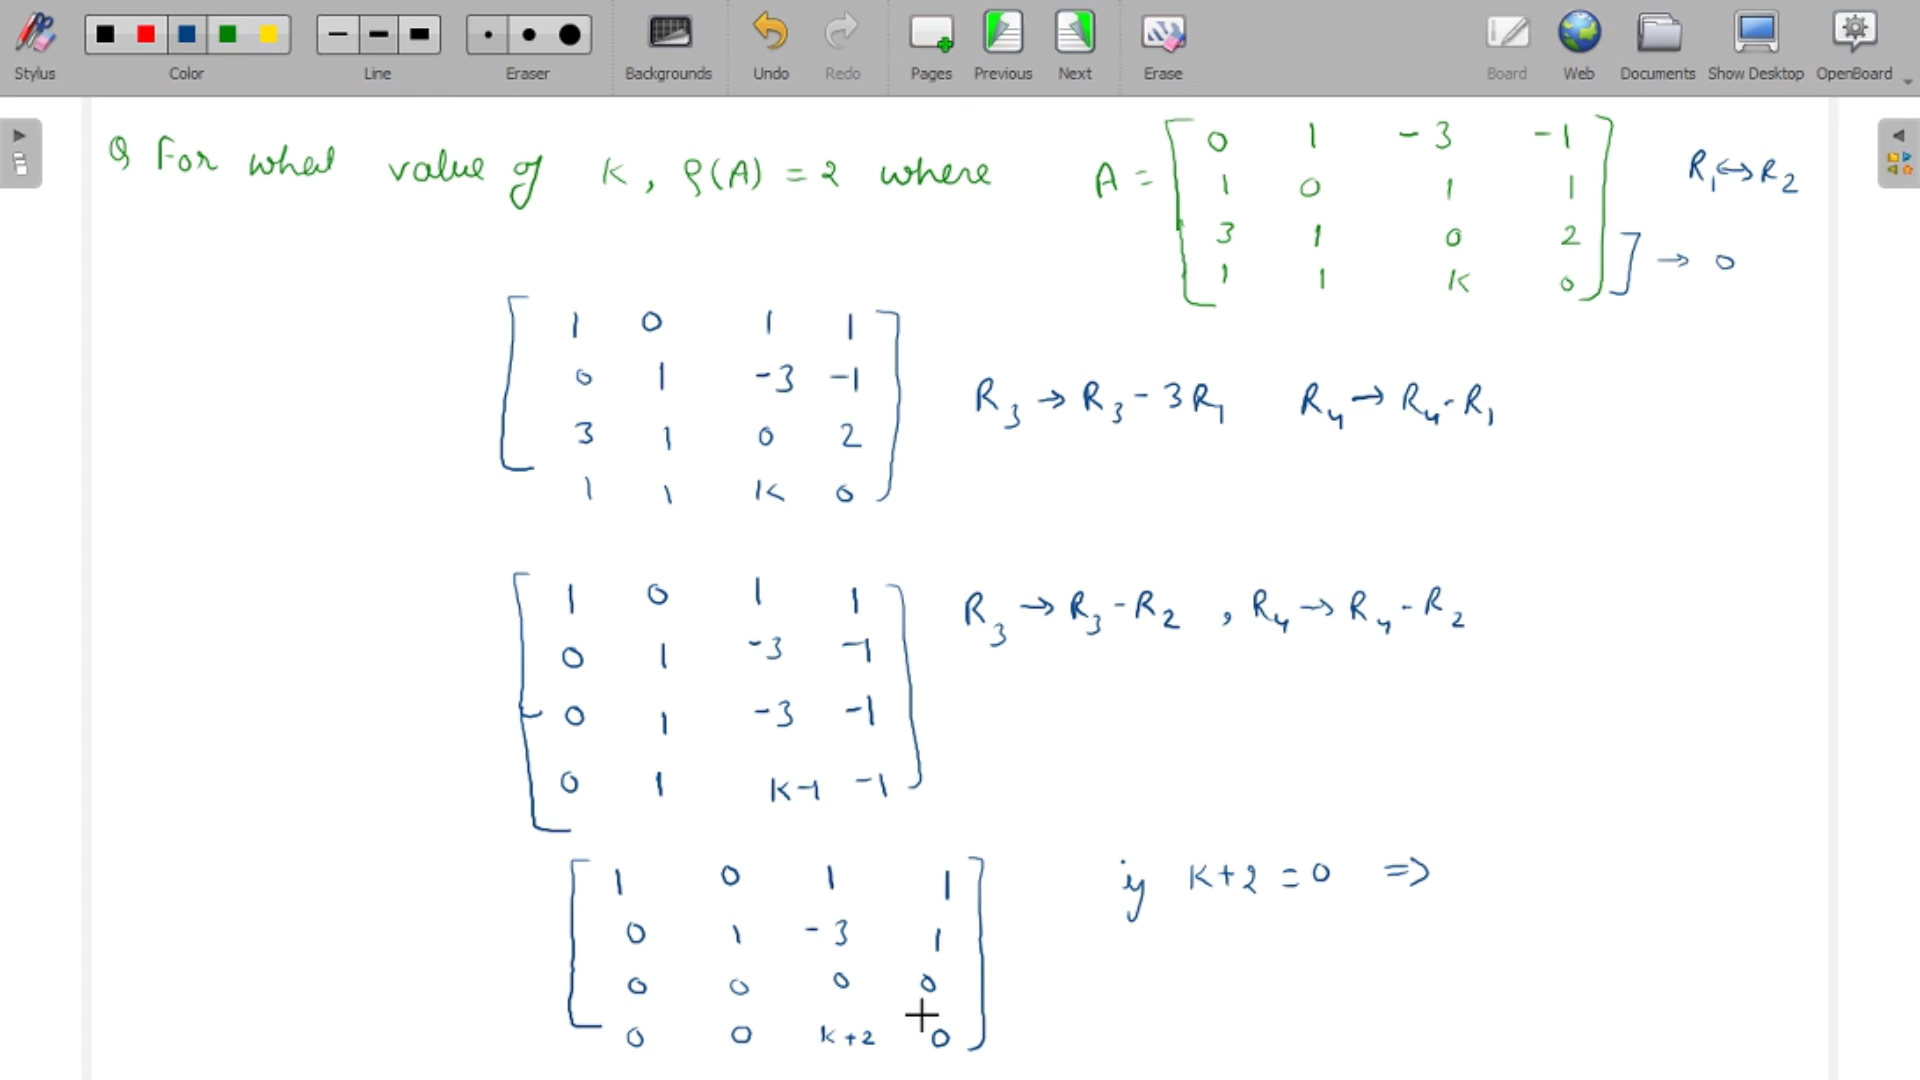 Stylus Color Line Eraser Backgrounds Undo Redo Pages Previous Next Erase Board Web Documents Show Desktop OpenBoard
Q For what value of K, ρ(A) = 2 where A = [ 0 1 -3 -1 R₁↔R₂
1 0 1 1
3 1 0 2
1 1 K 0 ] ] → 0
[ 1 0 1 1
0 1 -3 -1
3 1 0 2
1 1 K 0 ]
R₃ → R₃ - 3R₁ R₄ → R₄ - R₁
[ 1 0 1 1
0 1 -3 -1
0 1 -3 -1
0 1 K-1 -1 ]
R₃ → R₃ - R₂ , R₄ → R₄ - R₂
[ 1 0 1 1
0 1 -3 1
0 0 0 0
0 0 K+2 0 ]
if K+2 = 0 ⇒